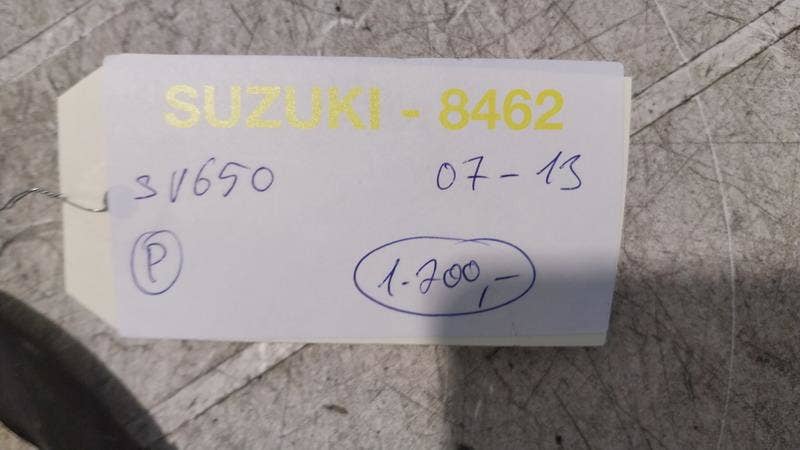 SUZUKI - 8462
SV650 07-13
P
1.200,-